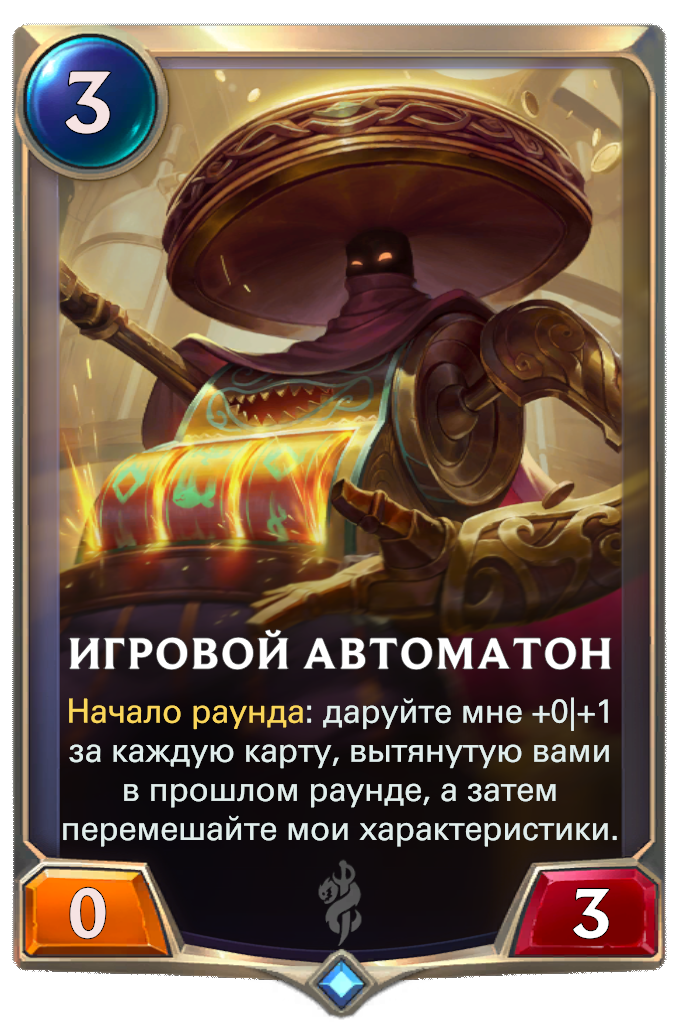 3
ИГРОВОЙ АВТОМАТОН
Начало раунда: даруйте мне +0|+1
за каждую карту, вытянутую вами
в прошлом раунде, а затем
перемешайте мои характеристики.
0
3